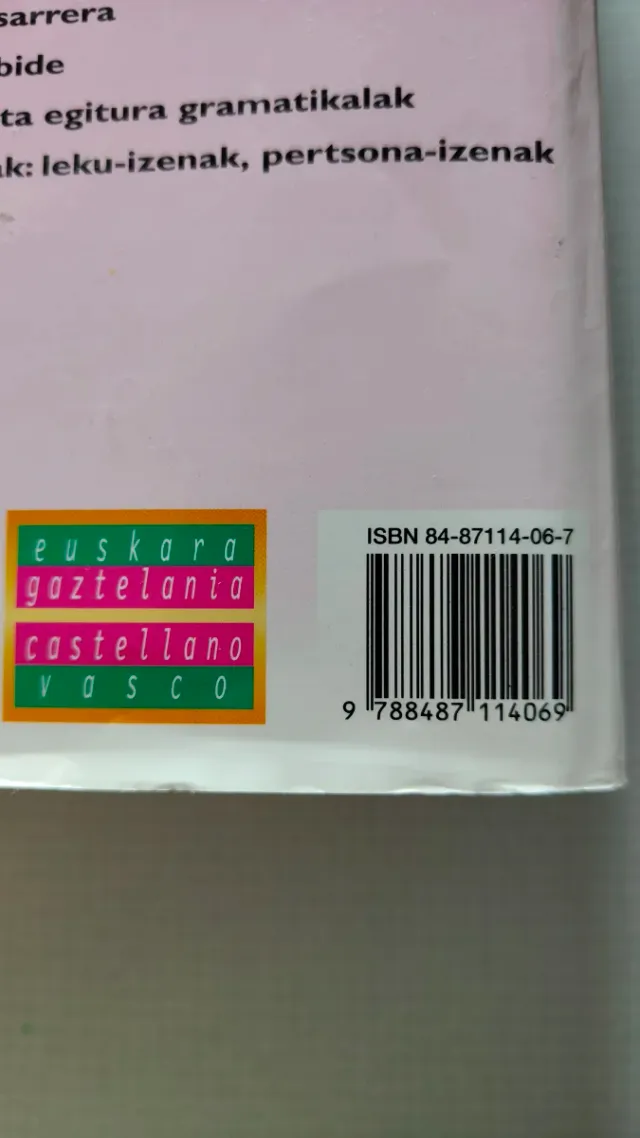 sarrera
bide
ta egitura gramatikalak
ak: leku-izenak, pertsona-izenak
euskara
gaztelania
castellano
vasco
ISBN 84-87114-06-7
9 788487 114069